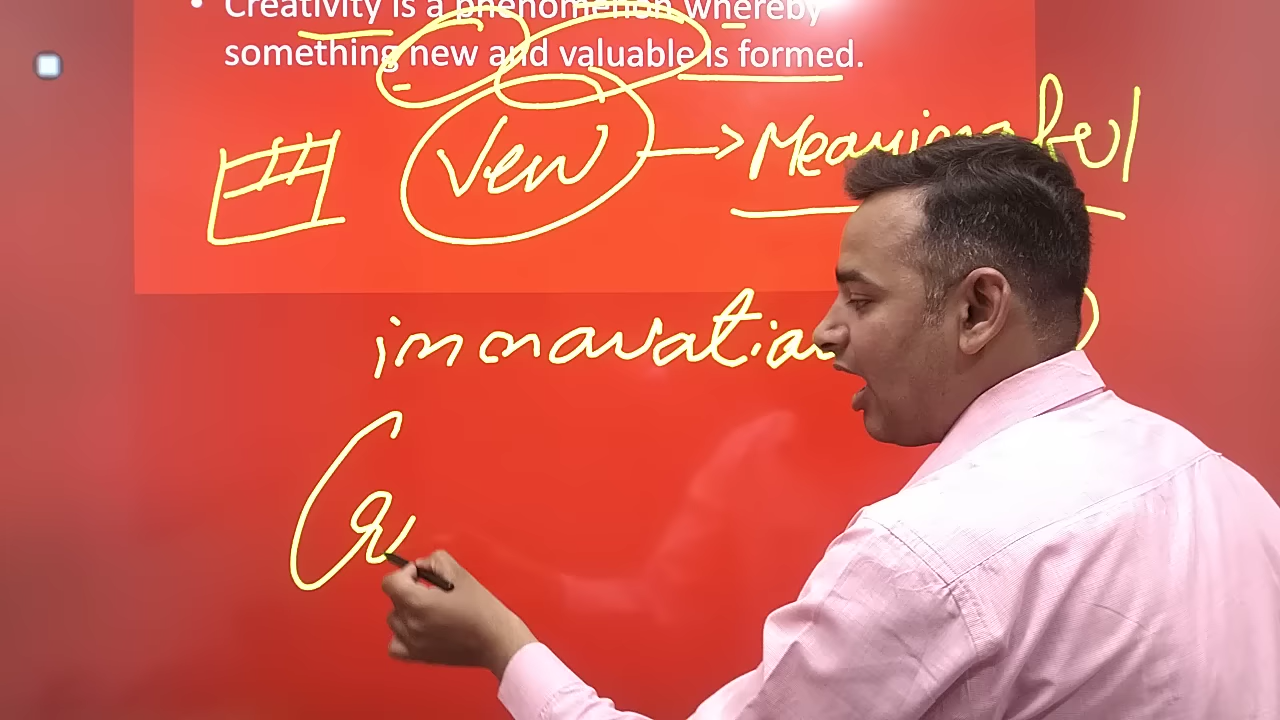 • Creativity is a phenomenon whereby
something new and valuable is formed.
New → Meaningful
innovation